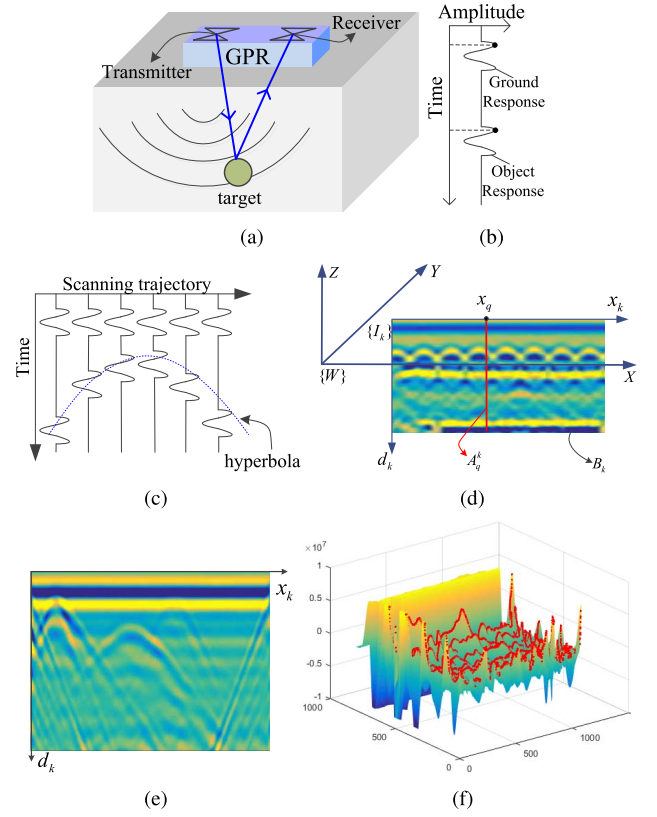 Receiver
GPR
Transmitter
target
(a)
Amplitude
Time
Ground
Response
Object
Response
(b)
Scanning trajectory
Time
hyperbola
(c)
Z
Y
x_q
x_k
{I_k}
{W}
X
d_k
A_q^k
B_k
(d)
x_k
d_k
(e)
×10^7
1
0.5
0
-0.5
-1
1000
500
0
0
500
1000
(f)